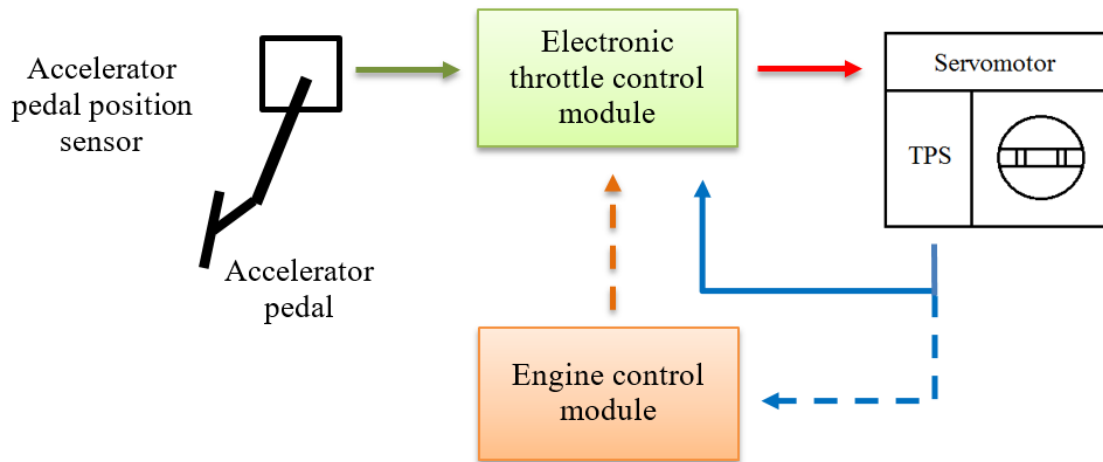 Accelerator
pedal position
sensor
Electronic
throttle control
module
Servomotor
TPS
Accelerator
pedal
Engine control
module